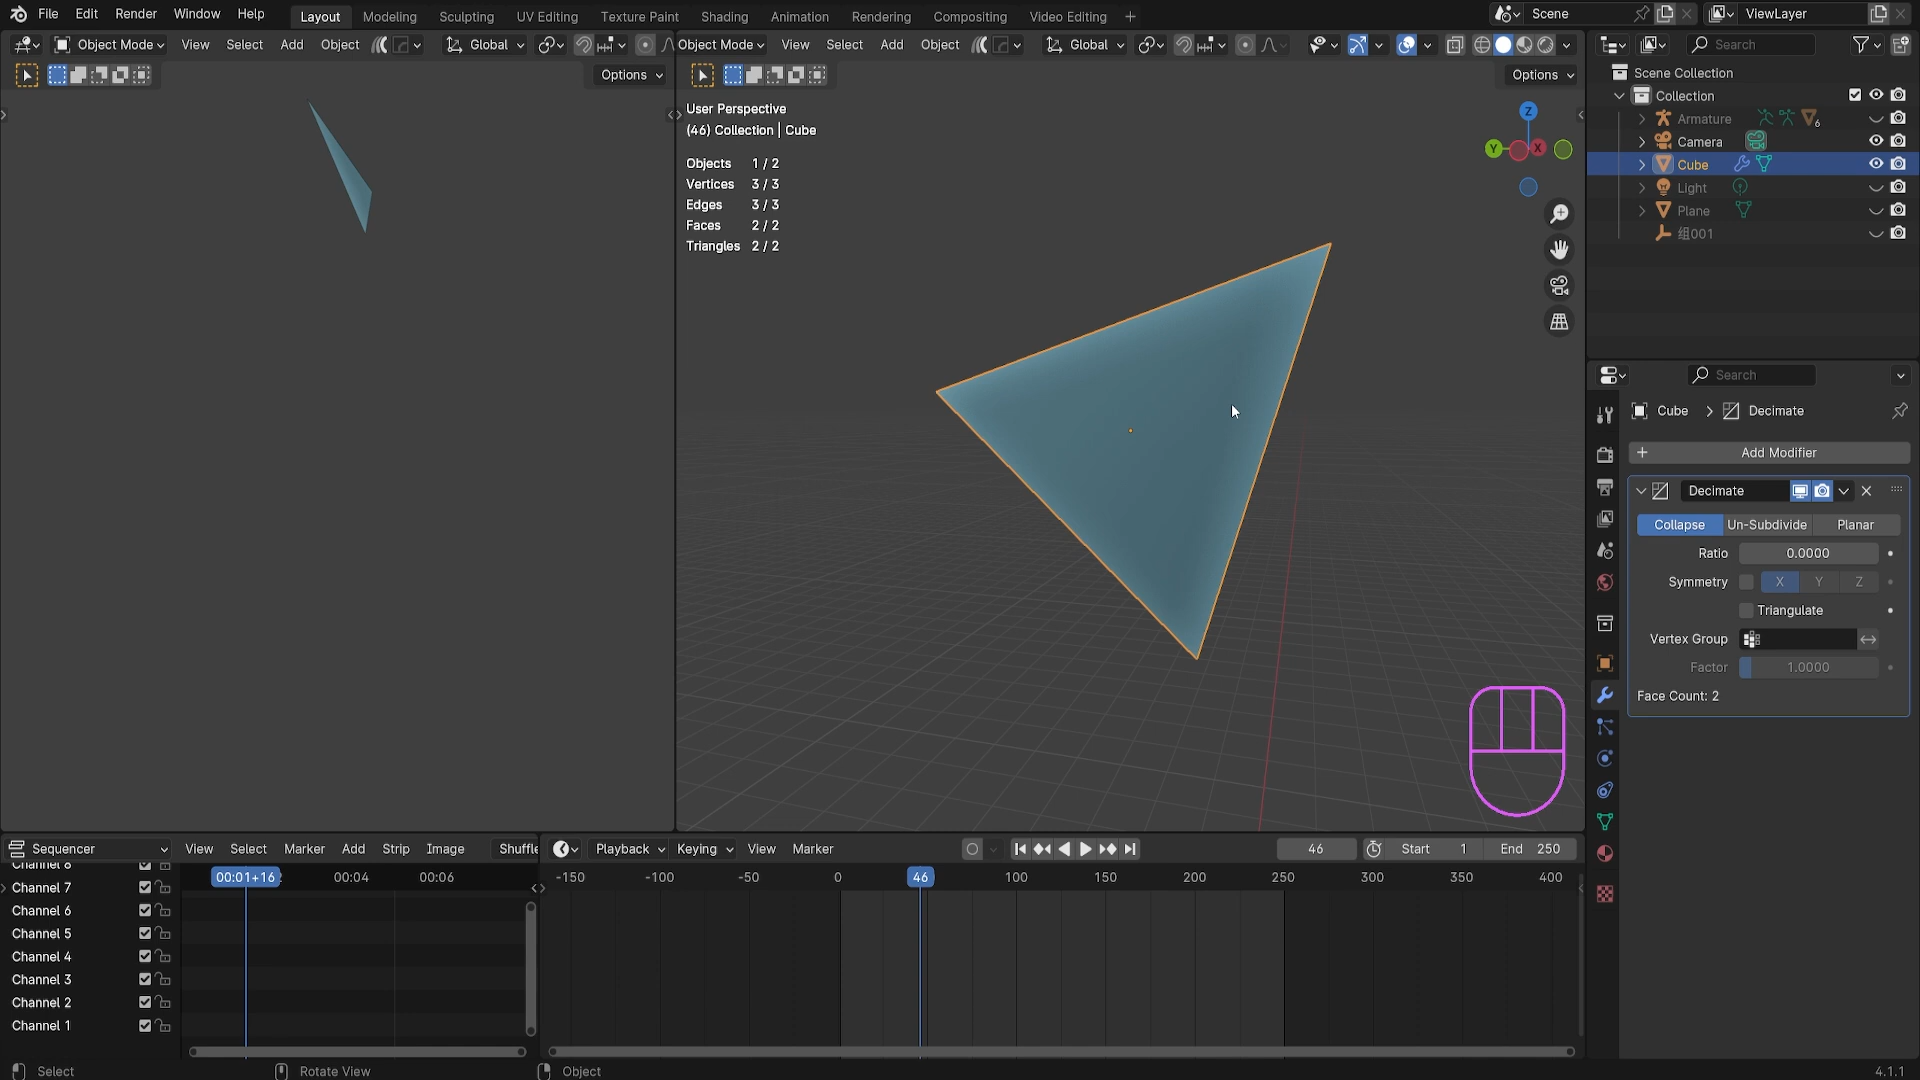 File Edit Render Window Help Layout Modeling Sculpting UV Editing Texture Paint Shading Animation Rendering Compositing Video Editing + Scene ViewLayer
Object Mode View Select Add Object Global Object Mode View Select Add Object Global Search
Options Options
User Perspective
(46) Collection | Cube
Objects 1 / 2
Vertices 3 / 3
Edges 3 / 3
Faces 2 / 2
Triangles 2 / 2
Z
Y X
Scene Collection
Collection
Armature 6
Camera
Cube
Light
Plane
组001
Search
Cube > Decimate
+ Add Modifier
Decimate
Collapse Un-Subdivide Planar
Ratio 0.0000
Symmetry X Y Z
Triangulate
Vertex Group
Factor 1.0000
Face Count: 2
Sequencer View Select Marker Add Strip Image Shuffle Playback Keying View Marker 46 Start 1 End 250
Channel 8
00:01+16 00:04 00:06 -150 -100 -50 0 46 100 150 200 250 300 350 400
Channel 7
Channel 6
Channel 5
Channel 4
Channel 3
Channel 2
Channel 1
Select Rotate View Object 4.1.1